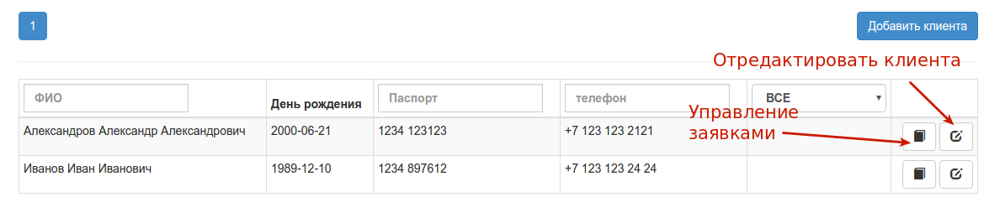 1
Добавить клиента
Отредактировать клиента
ФИО
День рождения
Паспорт
телефон
ВСЕ
Управление
заявками
Александров Александр Александрович 2000-06-21 1234 123123 +7 123 123 2121
Иванов Иван Иванович 1989-12-10 1234 897612 +7 123 123 24 24